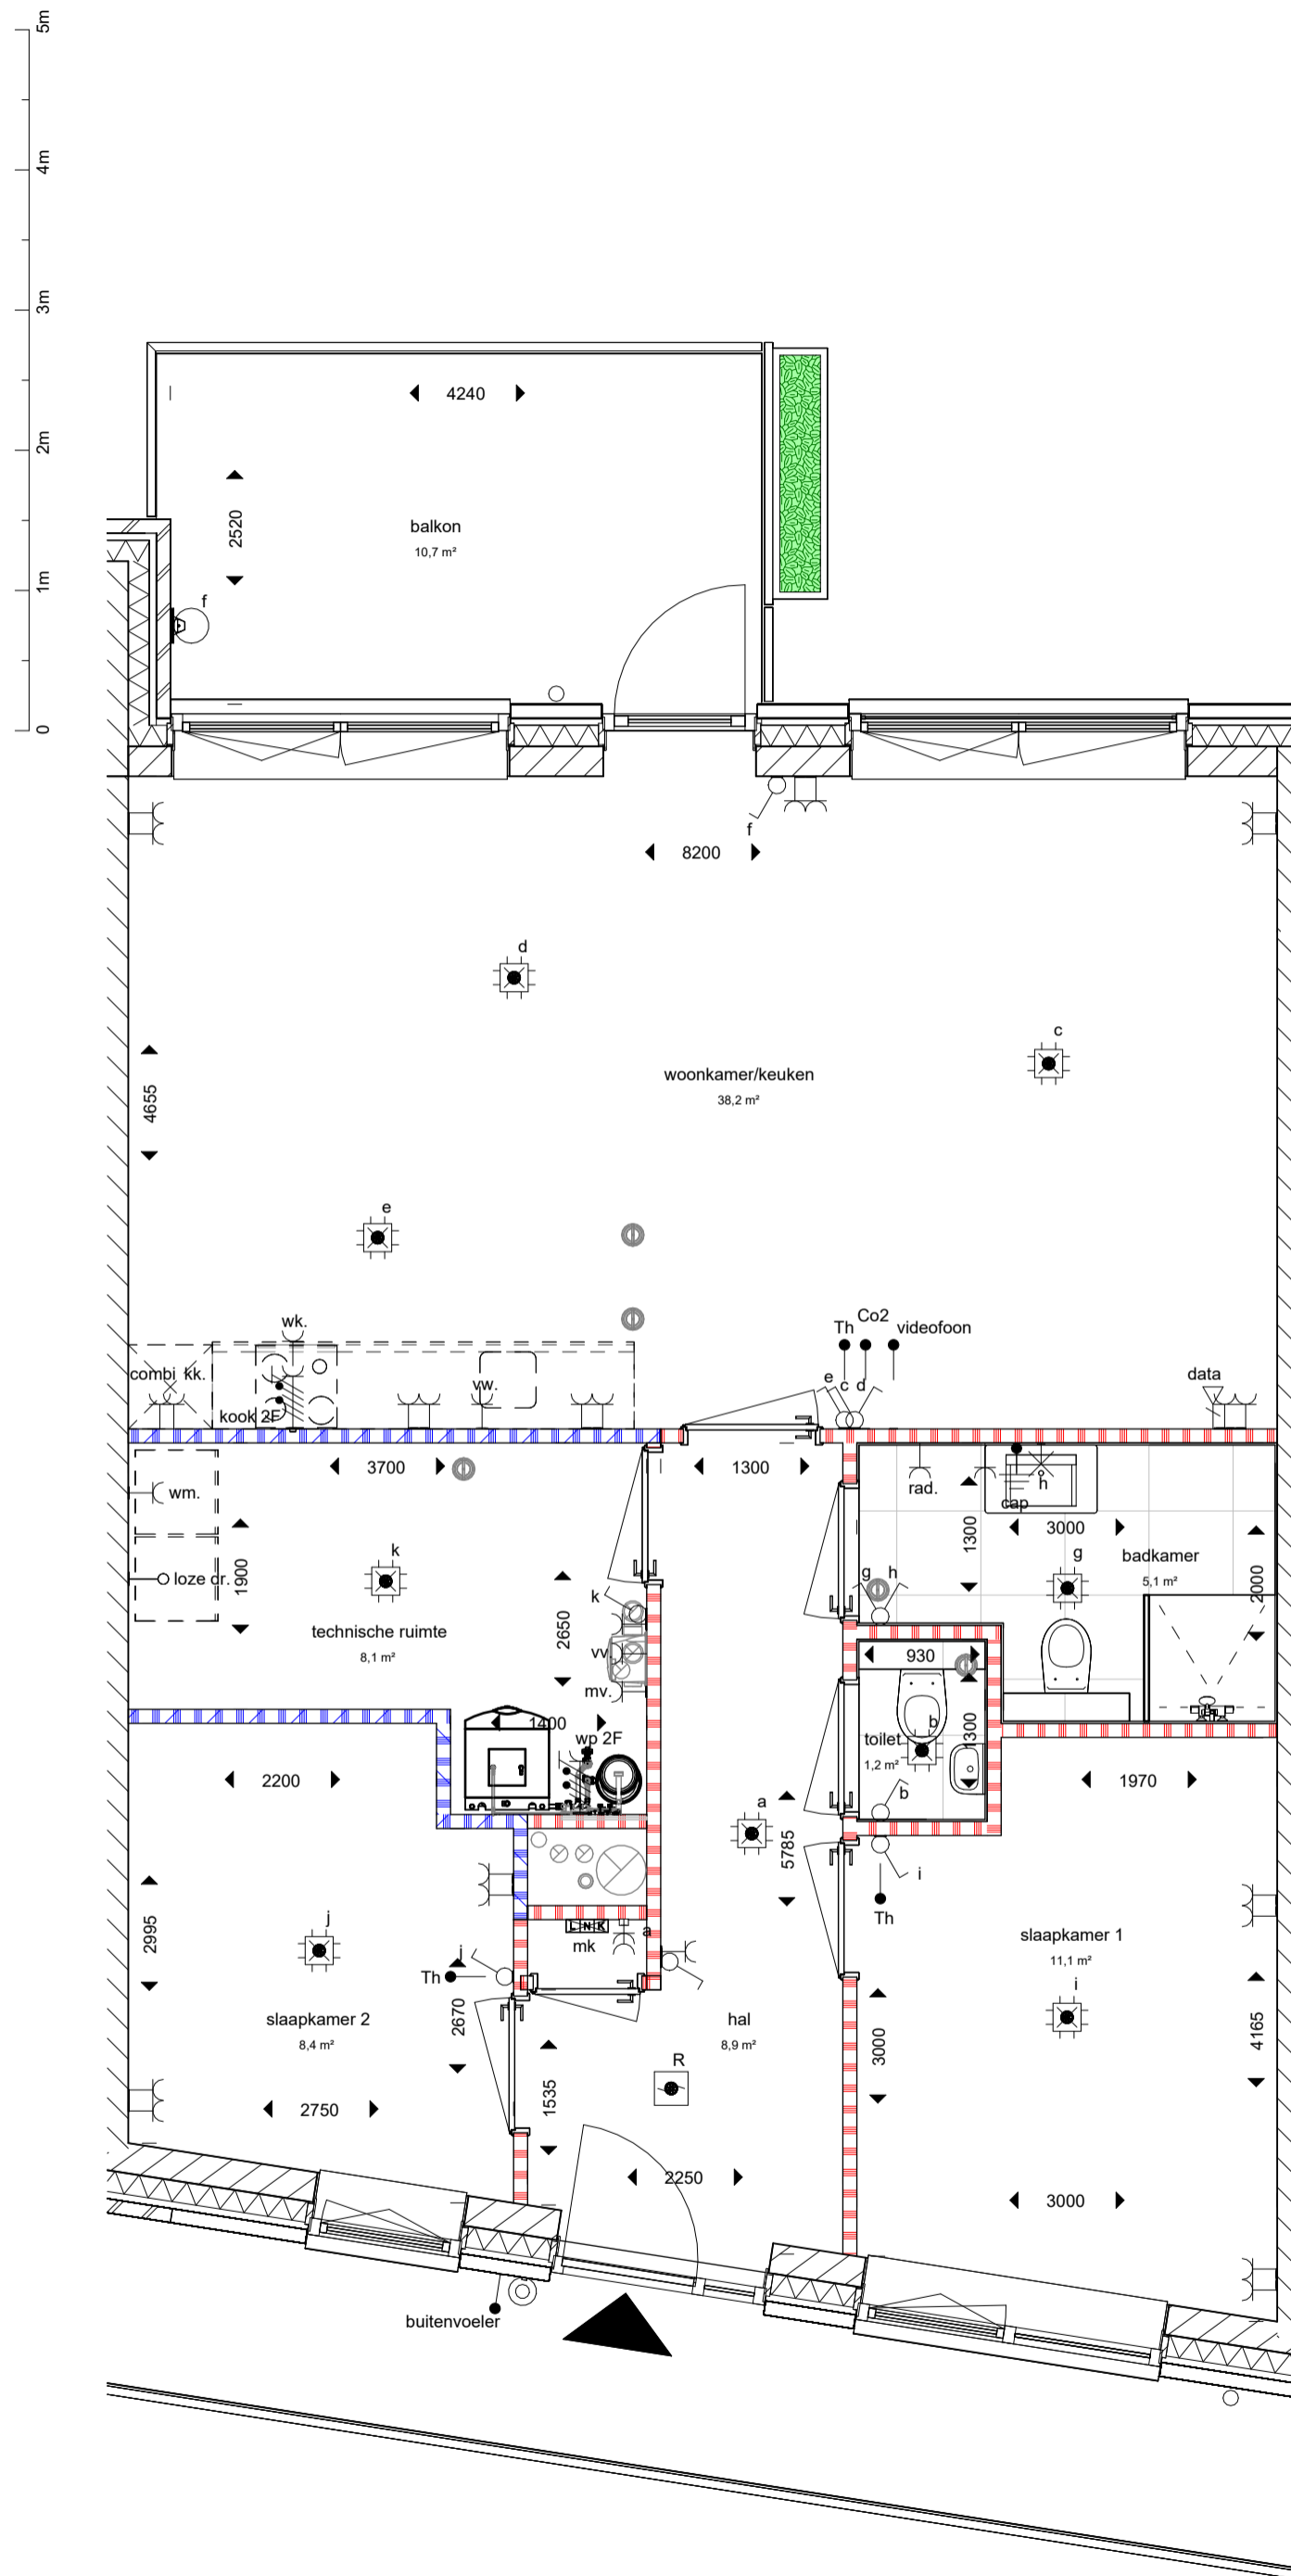 5m
4m
3m
2m
1m
0
4240
2520
balkon
10,7 m²
f
f
8200
d
c
woonkamer/keuken
38,2 m²
4655
e
wk.
combi kk.
kook 2F
vw.
Th
Co2
videofoon
e
c
d
data
3700
1300
wm.
loze dr.
1900
k
technische ruimte
8,1 m²
2650
k
vv.
mv.
1400
wp 2F
rad.
cap
h
1300
3000
g
badkamer
5,1 m²
2000
g
h
930
toilet
1,2 m²
b
1300
b
2200
1970
a
5785
i
Th
2995
j
j
Th
2670
slaapkamer 2
8,4 m²
2750
L N K
mk
a
hal
8,9 m²
R
1535
2250
slaapkamer 1
11,1 m²
i
3000
4165
3000
buitenvoeler